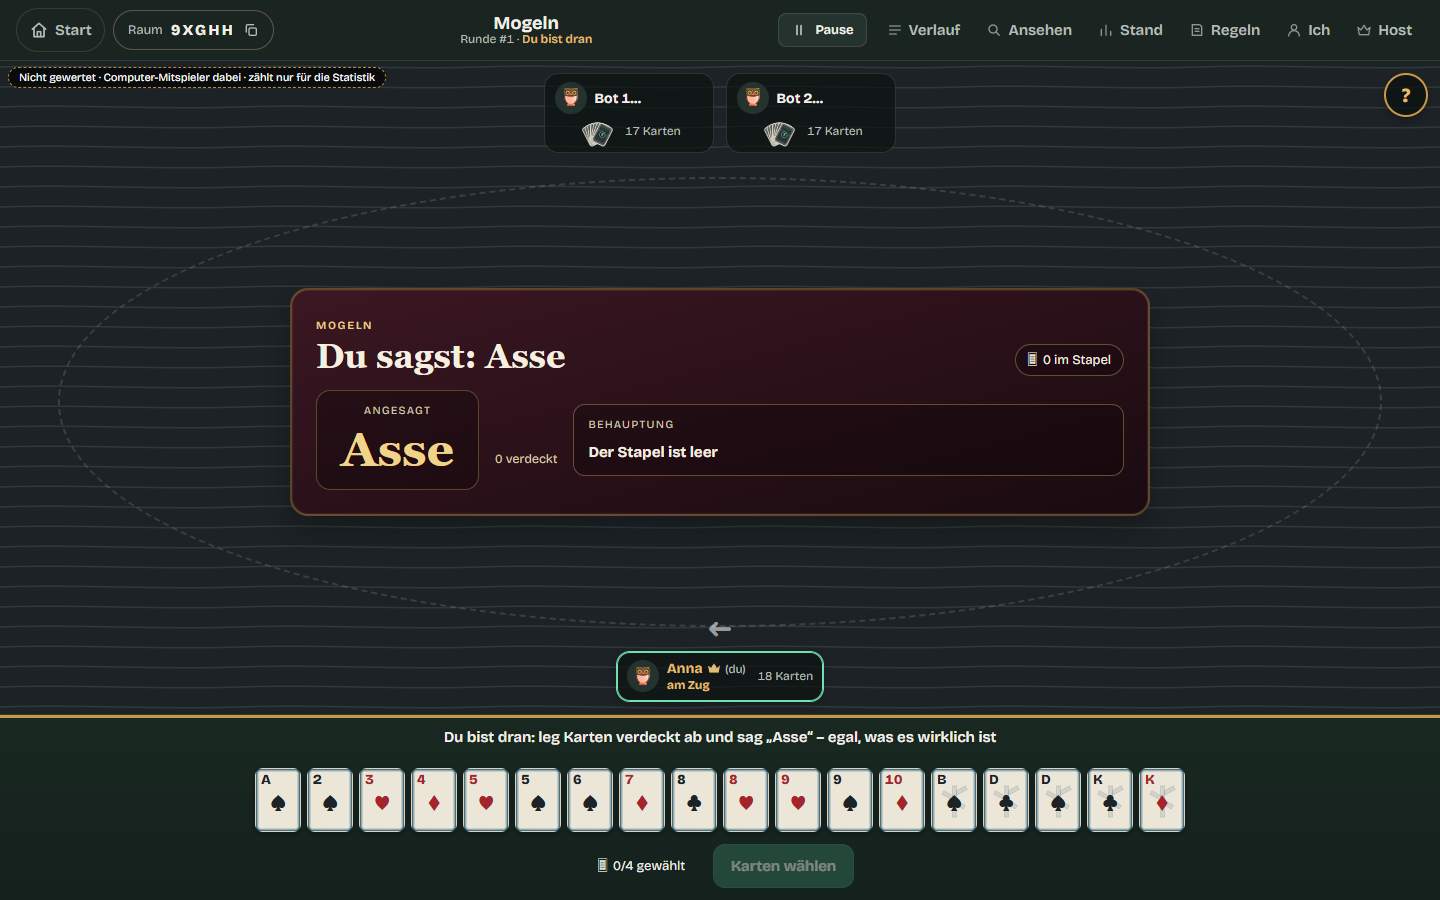 Start
Raum 9XGHH
Mogeln
Runde #1 · Du bist dran
Pause
Verlauf
Ansehen
Stand
Regeln
Ich
Host
Nicht gewertet · Computer-Mitspieler dabei · zählt nur für die Statistik
Bot 1...
17 Karten
Bot 2...
17 Karten
?
MOGELN
Du sagst: Asse
0 im Stapel
ANGESAGT
Asse
0 verdeckt
BEHAUPTUNG
Der Stapel ist leer
Anna (du)
am Zug
18 Karten
Du bist dran: leg Karten verdeckt ab und sag „Asse“ – egal, was es wirklich ist
A 2 3 4 5 5 6 7 8 8 9 9 10 B D D K K
0/4 gewählt
Karten wählen